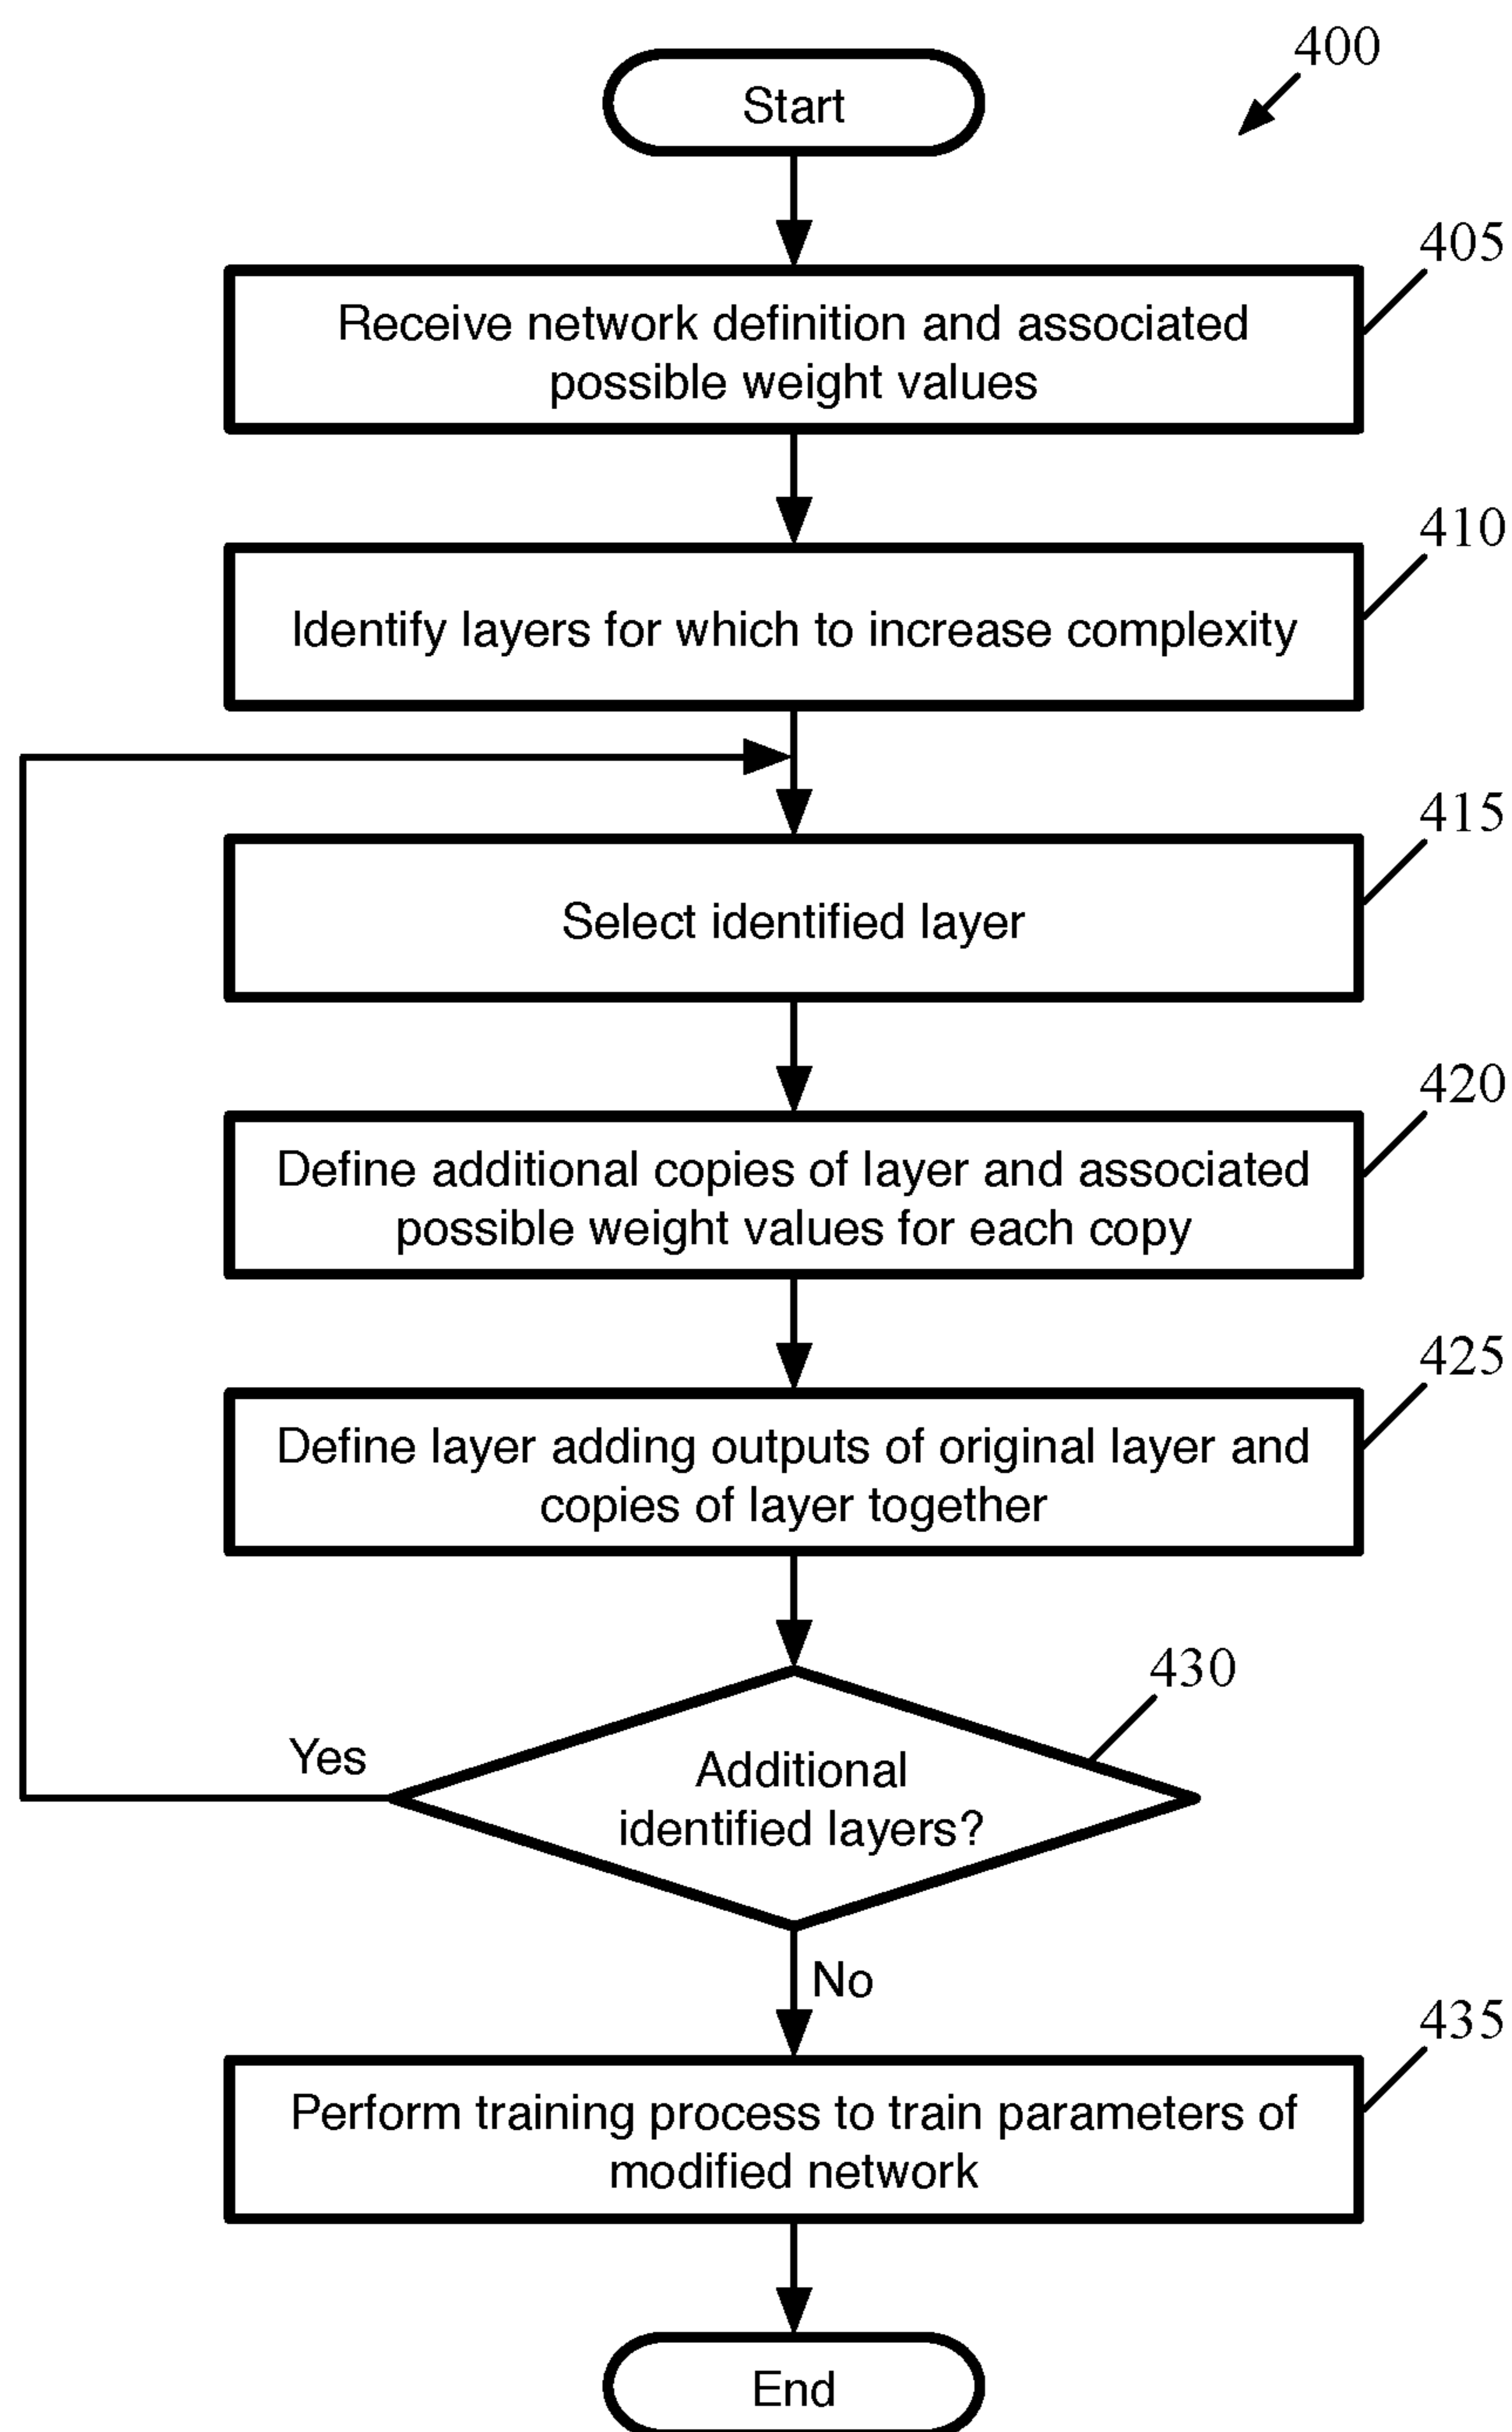 400
Start
405
Receive network definition and associated
possible weight values
410
Identify layers for which to increase complexity
415
Select identified layer
420
Define additional copies of layer and associated
possible weight values for each copy
425
Define layer adding outputs of original layer and
copies of layer together
430
Yes
Additional
identified layers?
No
435
Perform training process to train parameters of
modified network
End